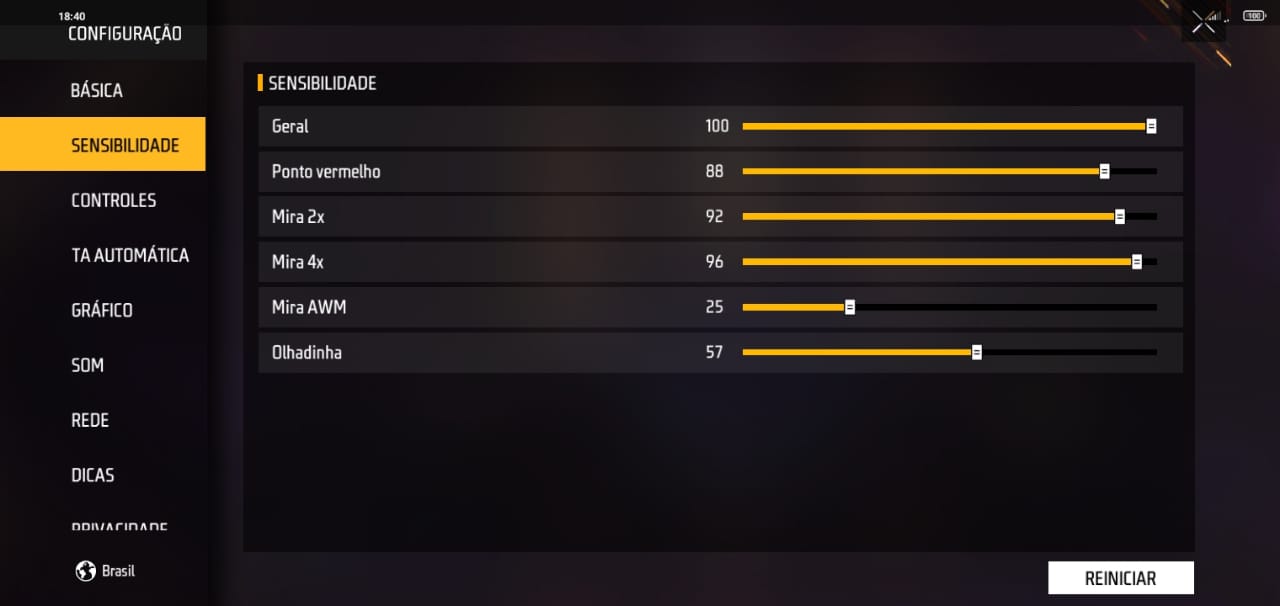 18:40
100
CONFIGURAÇÃO
BÁSICA
SENSIBILIDADE
CONTROLES
TA AUTOMÁTICA
GRÁFICO
SOM
REDE
DICAS
PRIVACIDADE
Brasil
SENSIBILIDADE
Geral 100
Ponto vermelho 88
Mira 2x 92
Mira 4x 96
Mira AWM 25
Olhadinha 57
REINICIAR